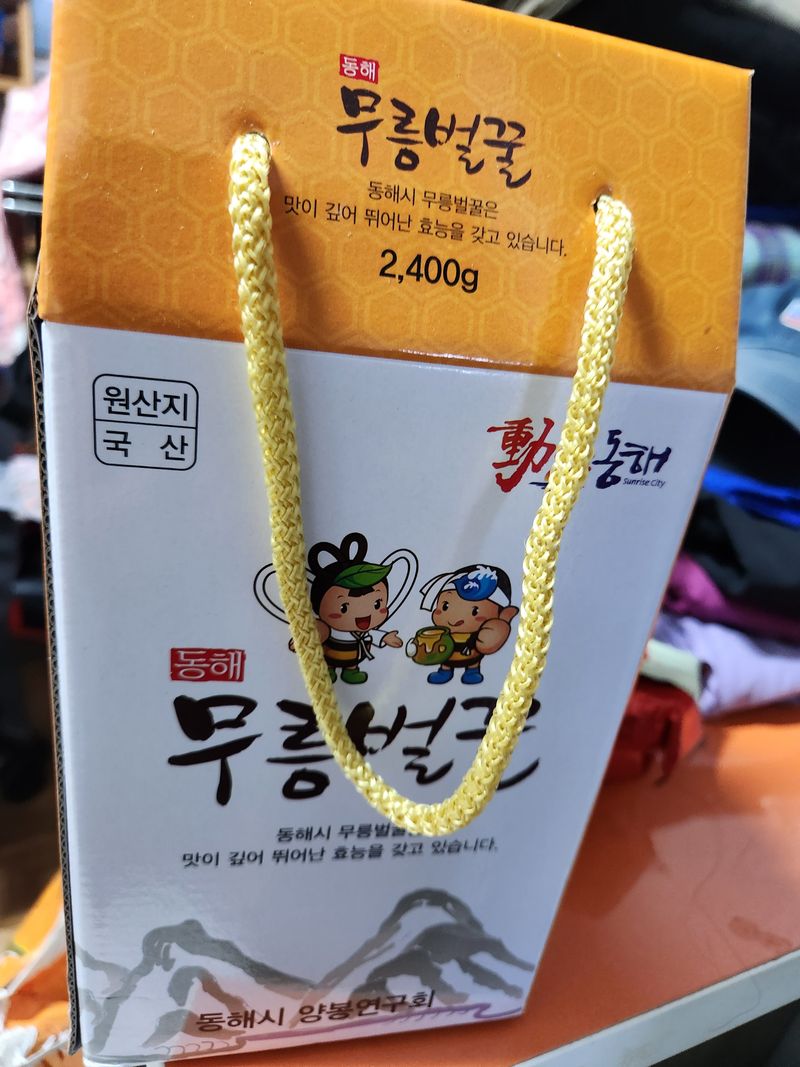 동해
무릉벌꿀
동해시 무릉벌꿀은
맛이 깊어 뛰어난 효능을 갖고 있습니다.
2,400g
원산지
국 산
動 동해
Sunrise City
동해
무릉벌꿀
동해시 무릉벌꿀
맛이 깊어 뛰어난 효능을 갖고 있습니다.
동해시 양봉연구회